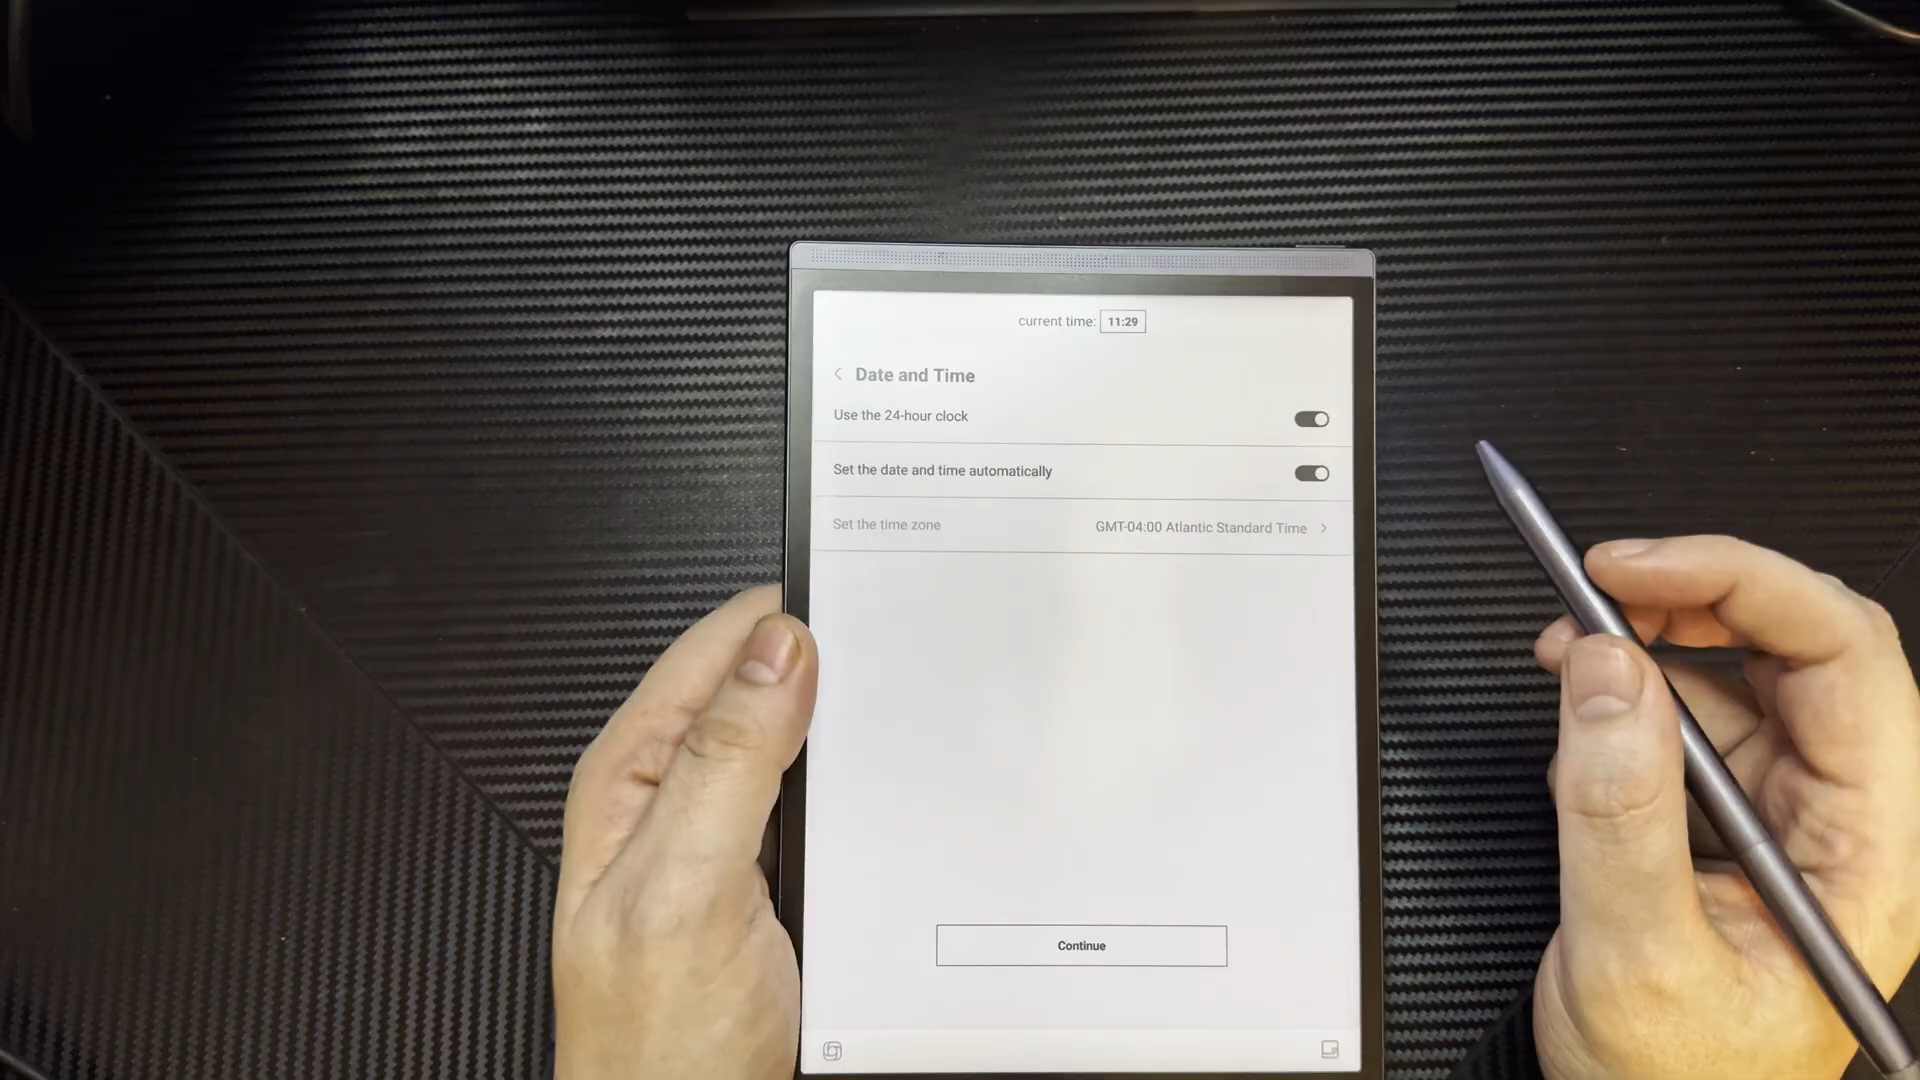 current time: 11:29
Date and Time
Use the 24-hour clock
Set the date and time automatically
Set the time zone GMT-04:00 Atlantic Standard Time
Continue